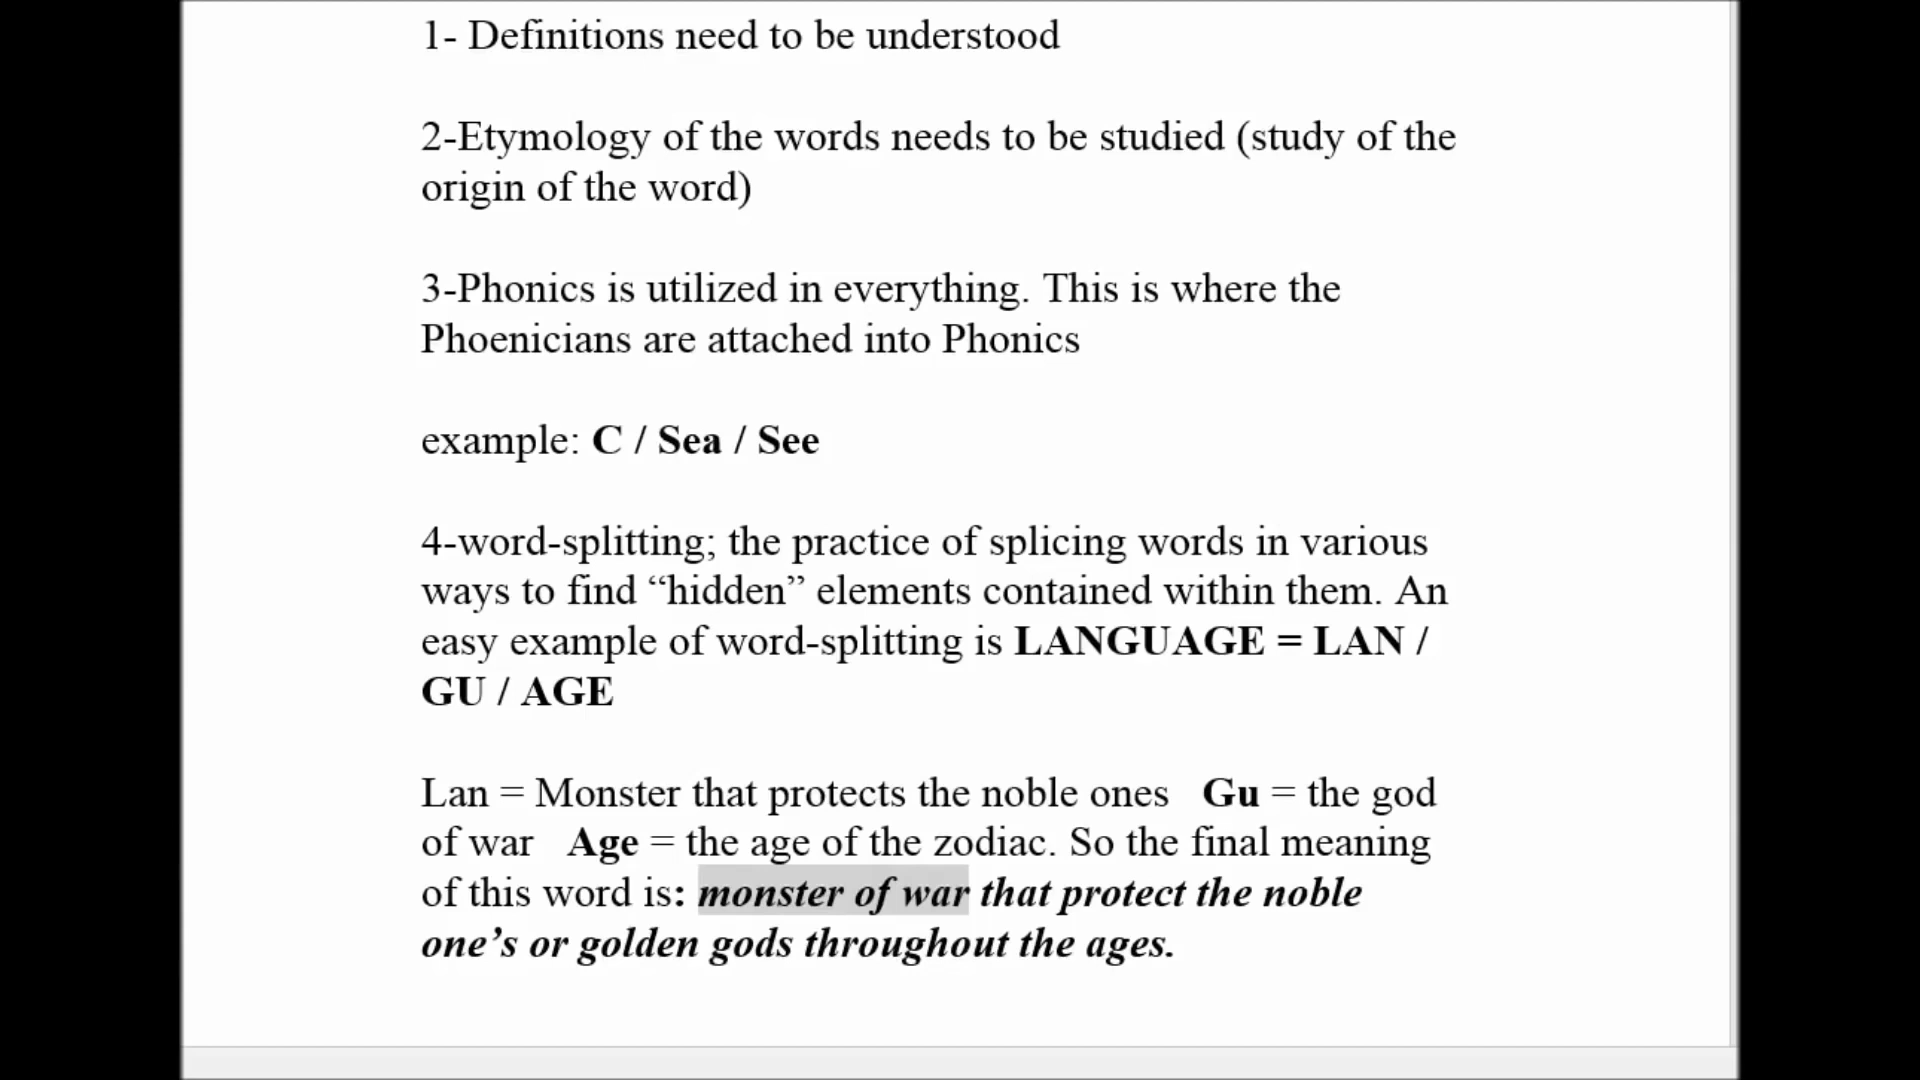 1- Definitions need to be understood
2-Etymology of the words needs to be studied (study of the
origin of the word)
3-Phonics is utilized in everything. This is where the
Phoenicians are attached into Phonics
example: C / Sea / See
4-word-splitting; the practice of splicing words in various
ways to find “hidden” elements contained within them. An
easy example of word-splitting is LANGUAGE = LAN /
GU / AGE
Lan = Monster that protects the noble ones   Gu = the god
of war   Age = the age of the zodiac. So the final meaning
of this word is: monster of war that protect the noble
one’s or golden gods throughout the ages.